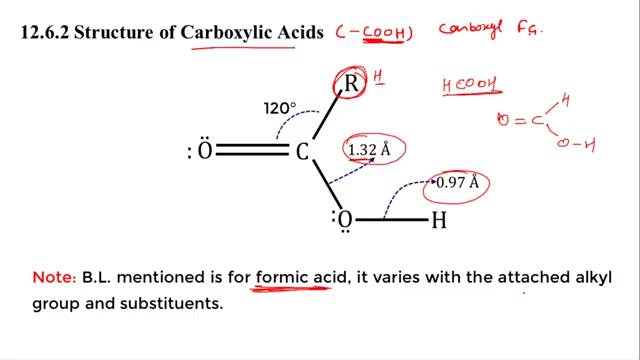 12.6.2 Structure of Carboxylic Acids (-COOH) Carboxyl FG.
R H
HCOOH
120°
H
O=C
:Ö C 1.32 Å
O-H
0.97 Å
:O H
Note: B.L. mentioned is for formic acid, it varies with the attached alkyl
group and substituents.